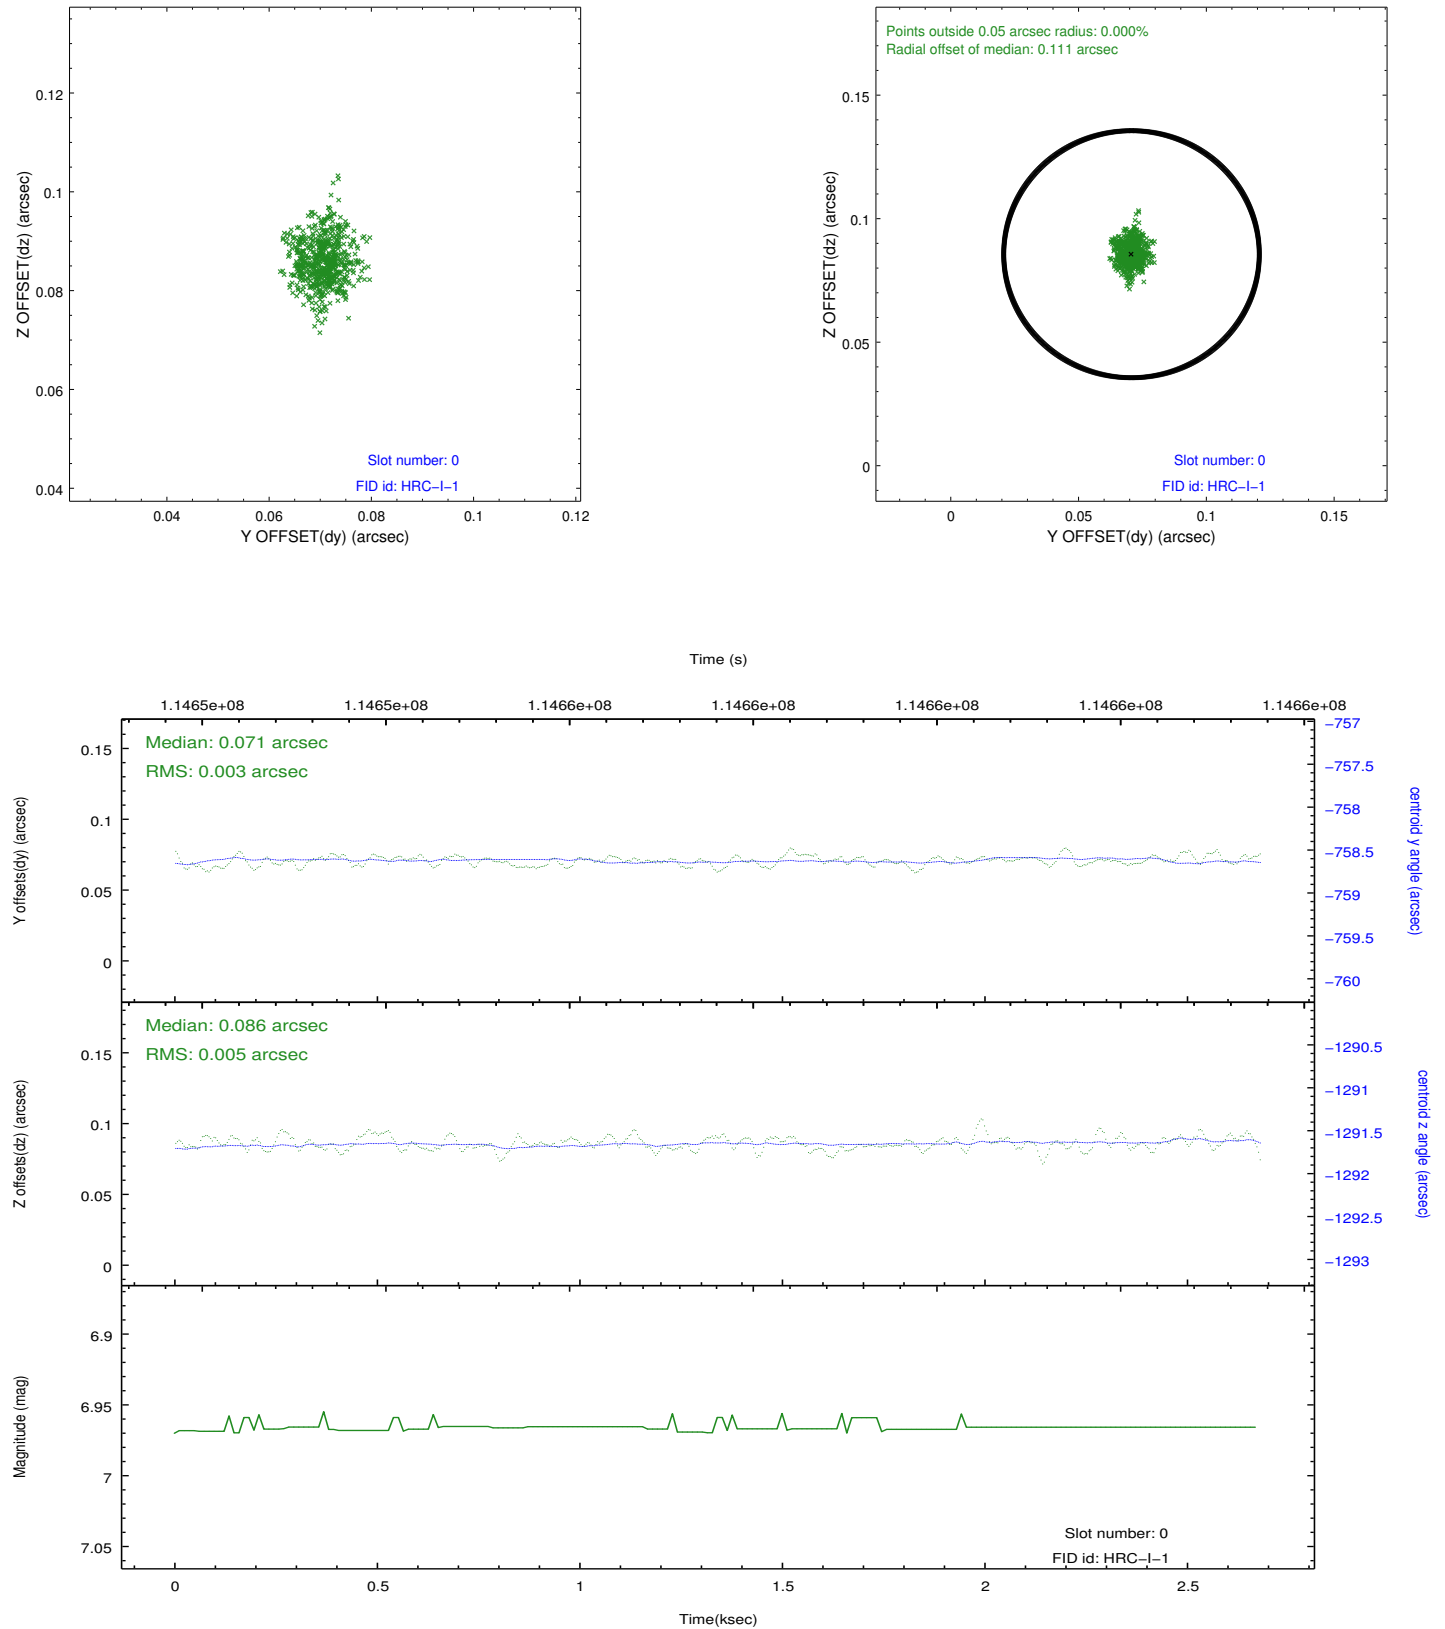 0.12
0.1
0.08
0.06
0.04
Z OFFSET(dz) (arcsec)
Slot number: 0
FID id: HRC−I−1
0.04 0.06 0.08 0.1 0.12
Y OFFSET(dy) (arcsec)
Points outside 0.05 arcsec radius: 0.000%
Radial offset of median: 0.111 arcsec
0.15
0.1
0.05
0
Z OFFSET(dz) (arcsec)
Slot number: 0
FID id: HRC−I−1
0 0.05 0.1 0.15
Y OFFSET(dy) (arcsec)
Time (s)
1.1465e+08 1.1465e+08 1.1466e+08 1.1466e+08 1.1466e+08 1.1466e+08 1.1466e+08
Median: 0.071 arcsec
RMS: 0.003 arcsec
0.15
0.1
0.05
0
Y offsets(dy) (arcsec)
−757
−757.5
−758
−758.5
−759
−759.5
−760
centroid y angle (arcsec)
Median: 0.086 arcsec
RMS: 0.005 arcsec
0.15
0.1
0.05
0
Z offsets(dz) (arcsec)
−1290.5
−1291
−1291.5
−1292
−1292.5
−1293
centroid z angle (arcsec)
6.9
6.95
7
7.05
Magnitude (mag)
Slot number: 0
FID id: HRC−I−1
0 0.5 1 1.5 2 2.5
Time(ksec)